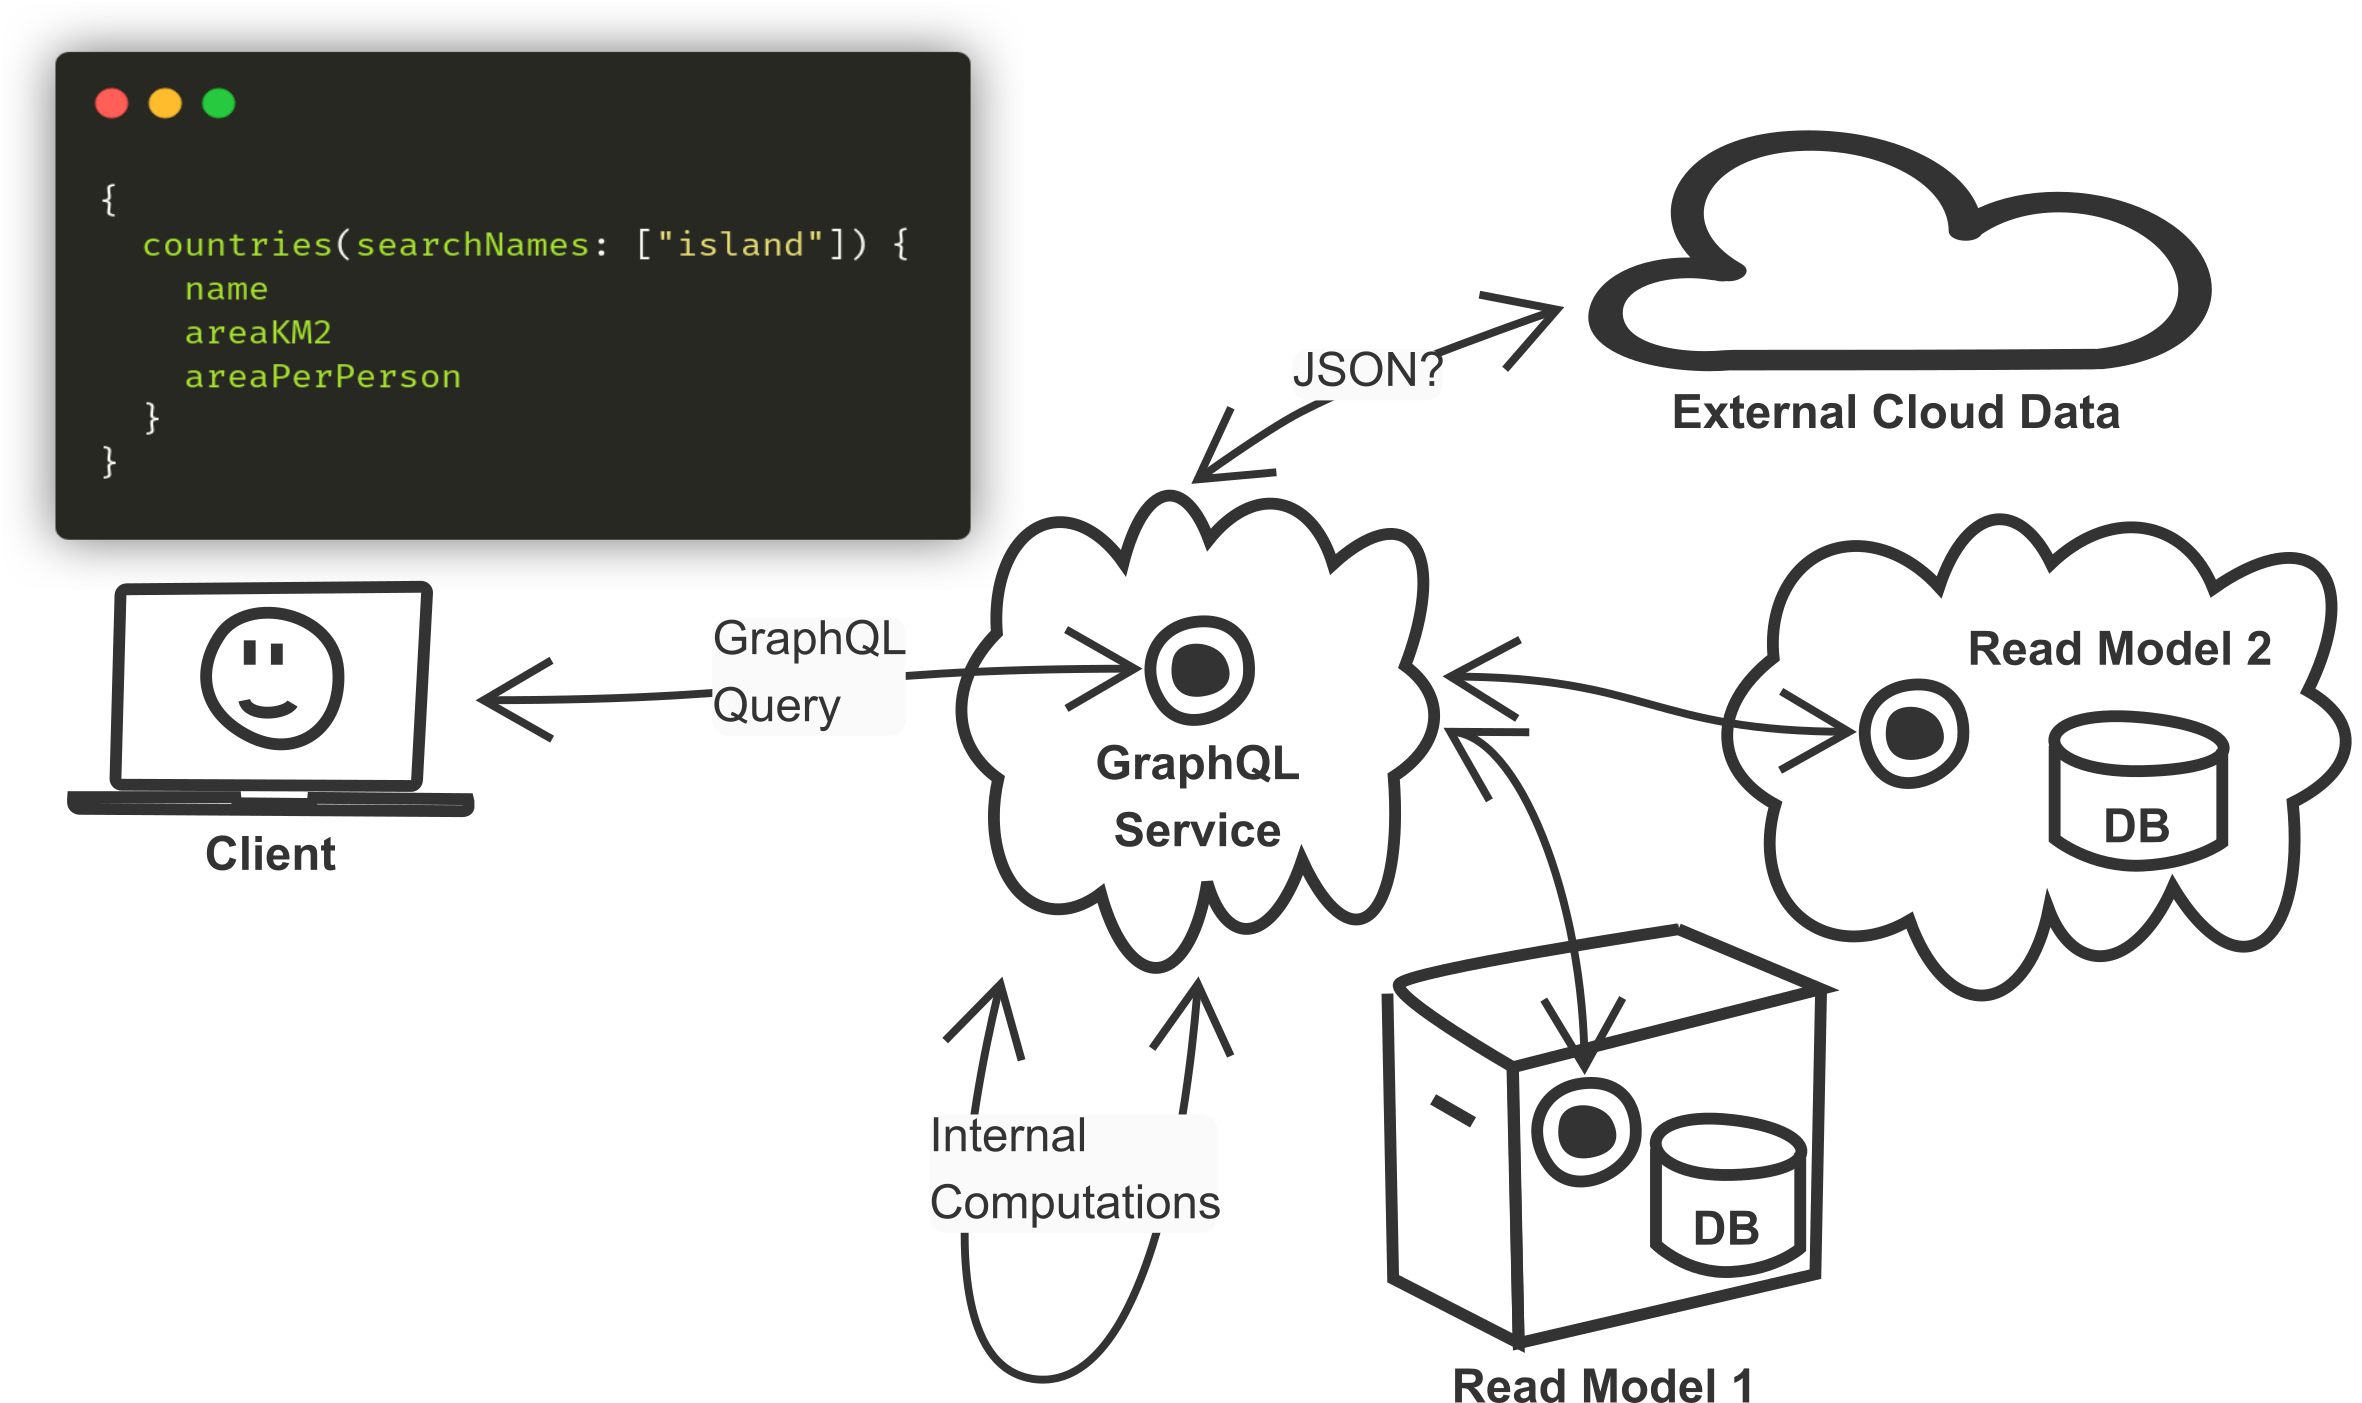 {
  countries(searchNames: ["island"]) {
    name
    areaKM2
    areaPerPerson
  }
}
JSON?
External Cloud Data
GraphQL
Query
GraphQL
Service
Read Model 2
DB
Client
Internal
Computations
DB
Read Model 1